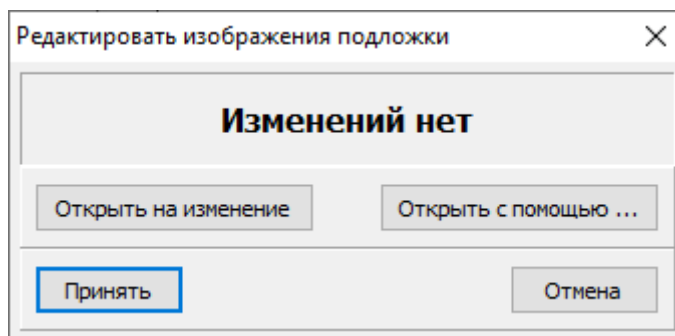 Редактировать изображения подложки
Изменений нет
Открыть на изменение Открыть с помощью ...
Принять Отмена